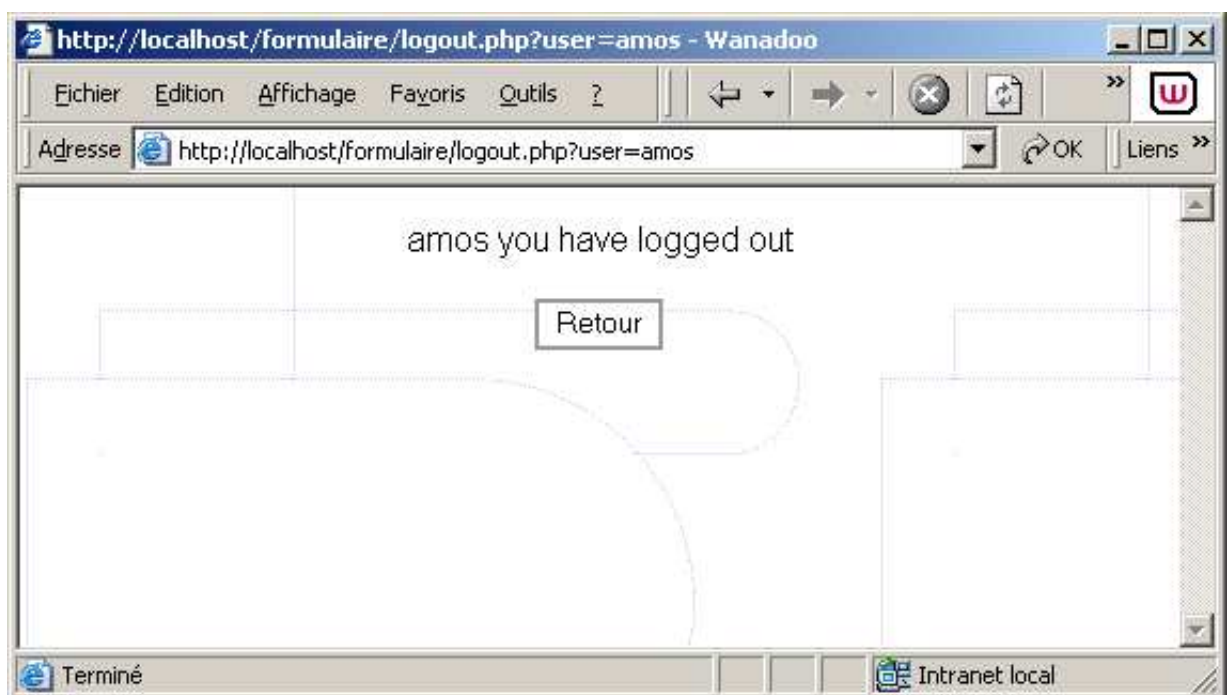 http://localhost/formulaire/logout.php?user=amos - Wanadoo
Fichier Edition Affichage Favoris Outils ? » w
Adresse http://localhost/formulaire/logout.php?user=amos OK Liens »
amos you have logged out
Retour
Terminé Intranet local